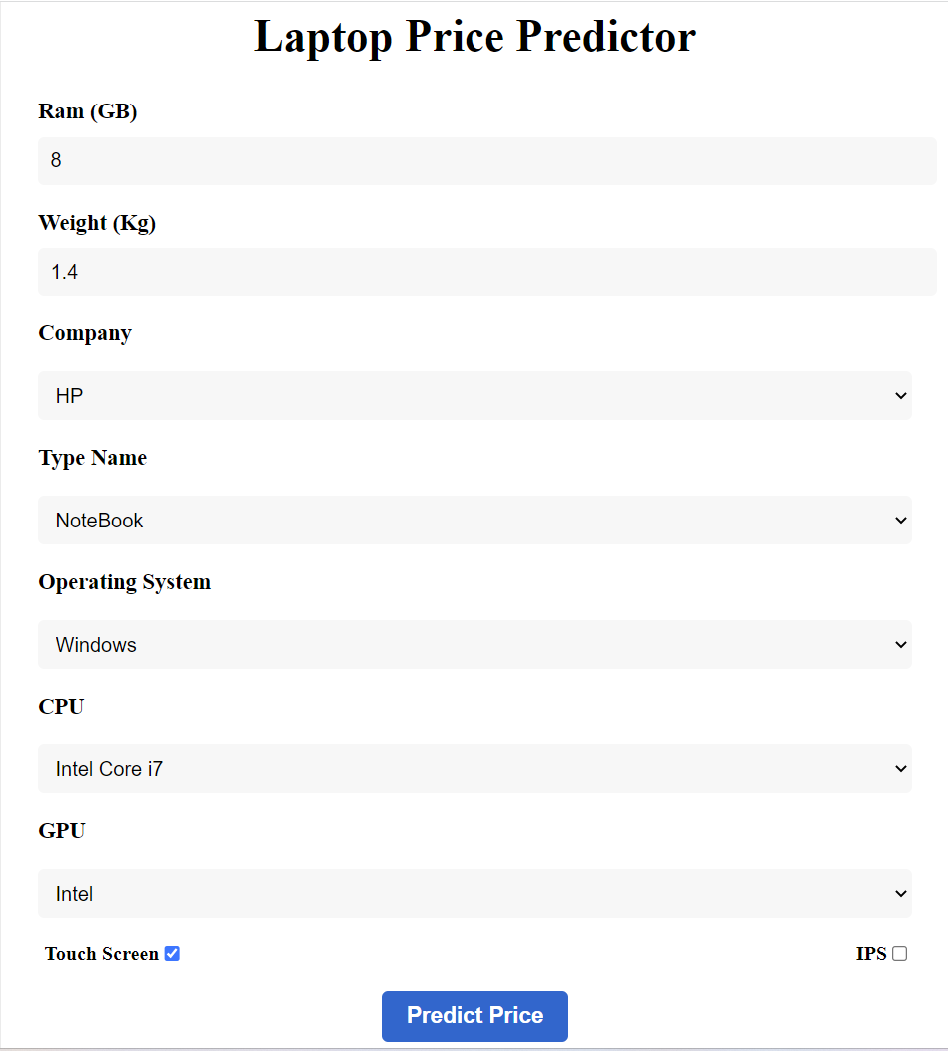 Laptop Price Predictor
Ram (GB)
8
Weight (Kg)
1.4
Company
HP
Type Name
NoteBook
Operating System
Windows
CPU
Intel Core i7
GPU
Intel
Touch Screen IPS
Predict Price